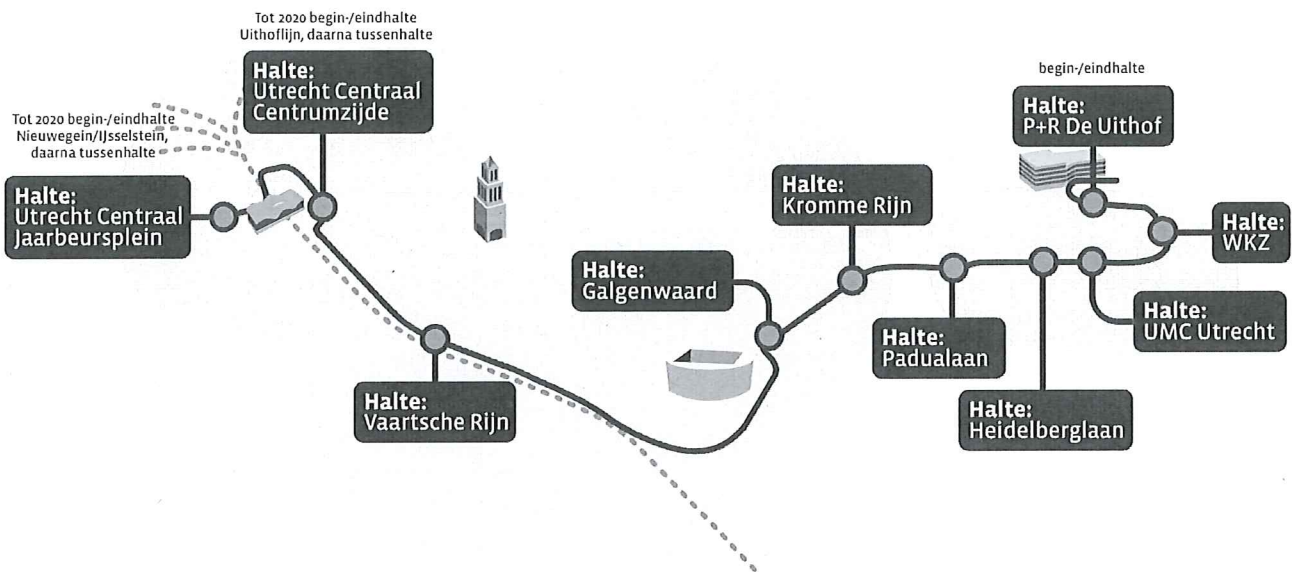 Tot 2020 begin-/eindhalte
Uithoflijn, daarna tussenhalte
Halte:
Utrecht Centraal
Centrumzijde
Tot 2020 begin-/eindhalte
Nieuwegein/IJsselstein,
daarna tussenhalte
Halte:
Utrecht Centraal
Jaarbeursplein
Halte:
Vaartsche Rijn
Halte:
Galgenwaard
Halte:
Kromme Rijn
Halte:
Padualaan
Halte:
Heidelberglaan
Halte:
UMC Utrecht
Halte:
WKZ
begin-/eindhalte
Halte:
P+R De Uithof